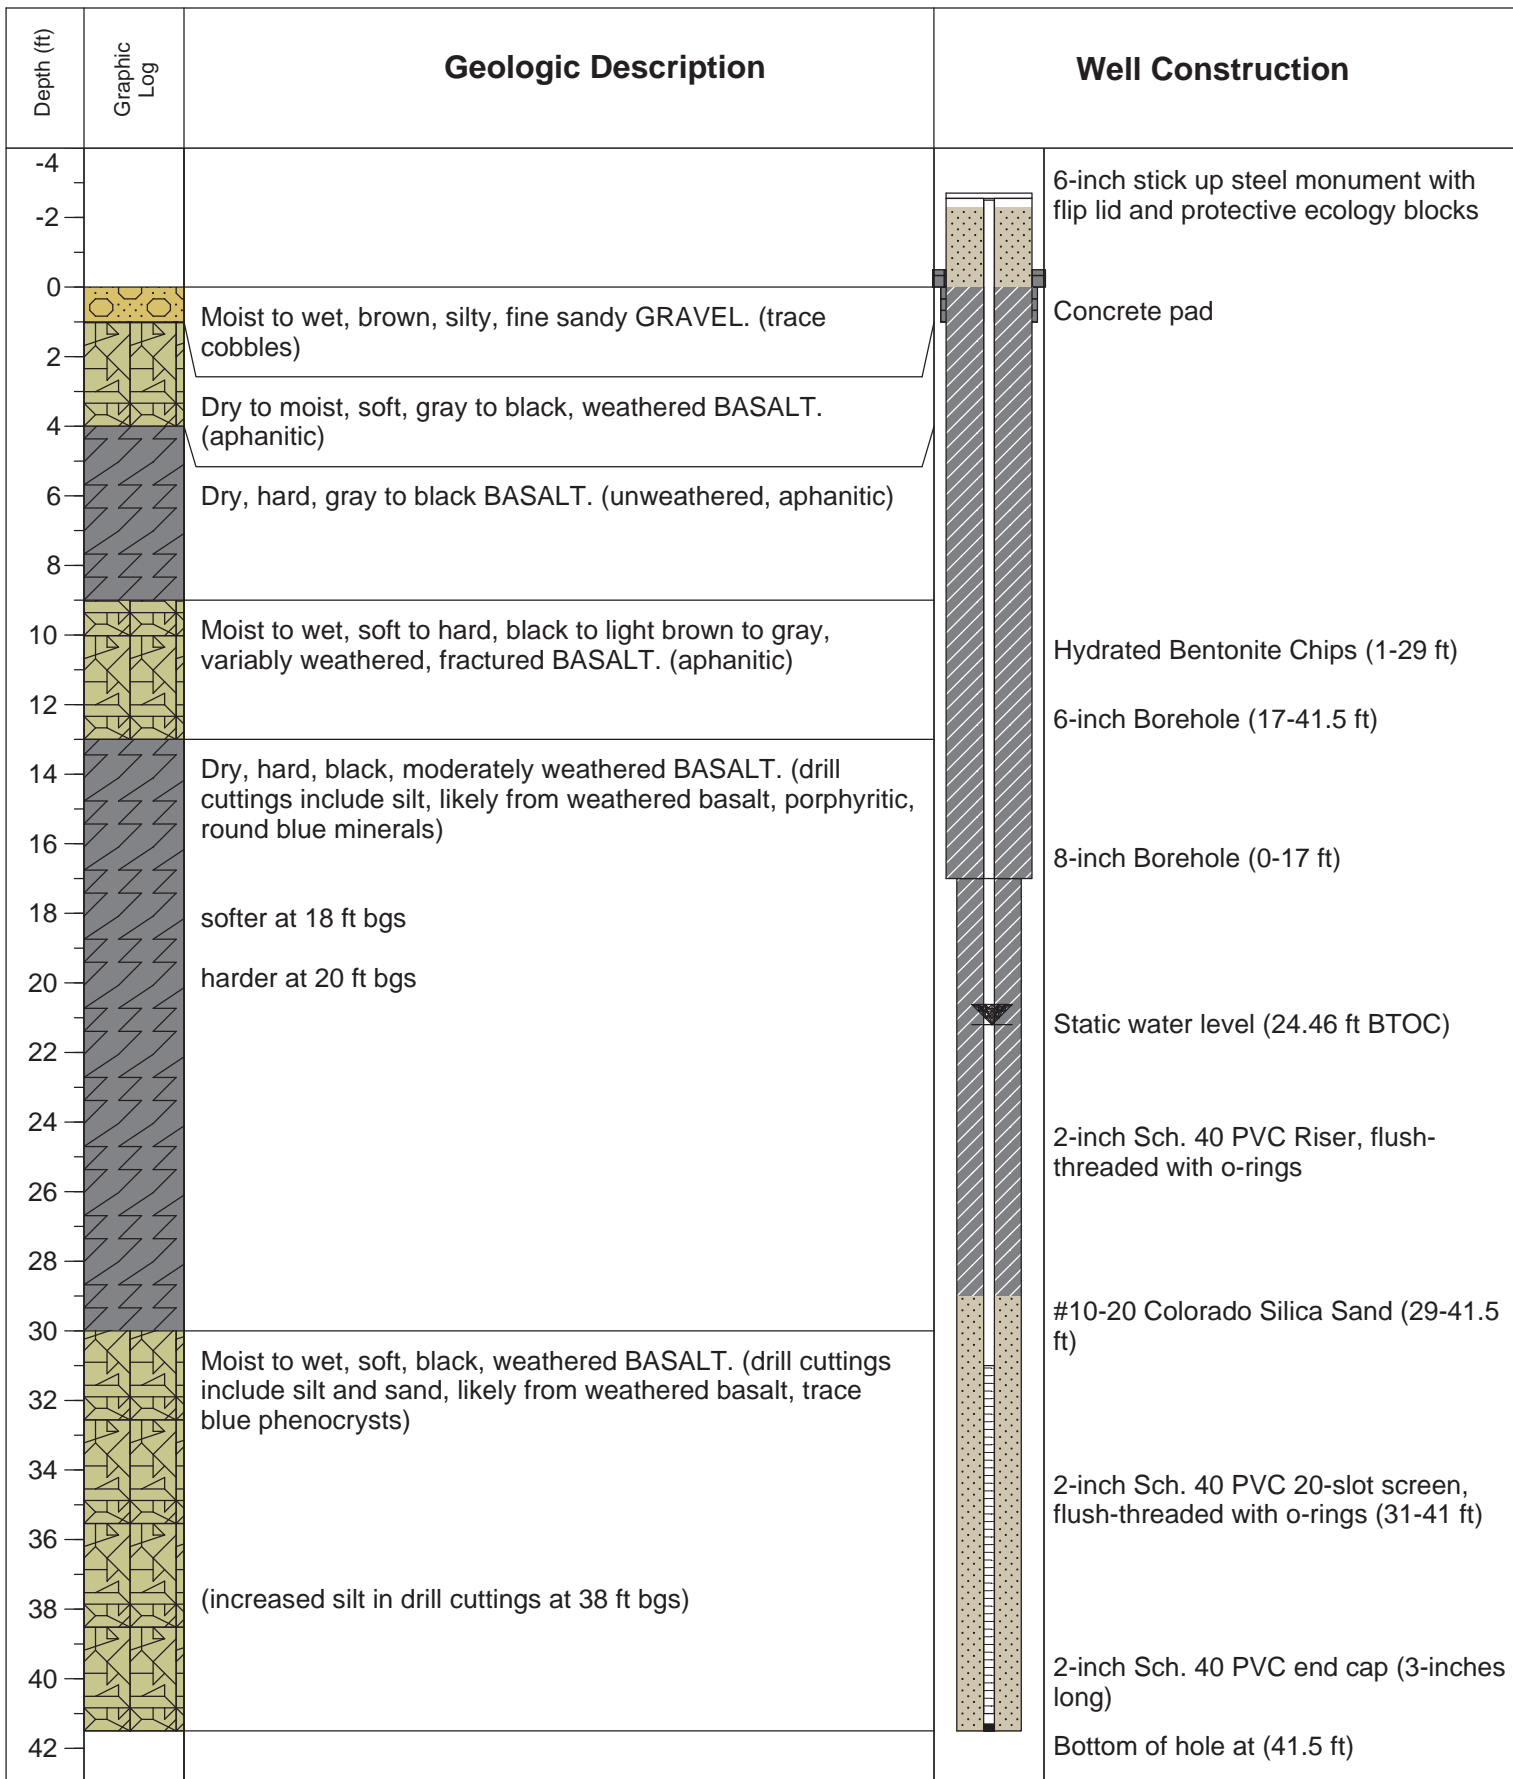 Depth (ft)
Graphic
Log
Geologic Description
Well Construction
-4
-2
0
2
4
6
8
10
12
14
16
18
20
22
24
26
28
30
32
34
36
38
40
42
Moist to wet, brown, silty, fine sandy GRAVEL. (trace
cobbles)
Dry to moist, soft, gray to black, weathered BASALT.
(aphanitic)
Dry, hard, gray to black BASALT. (unweathered, aphanitic)
Moist to wet, soft to hard, black to light brown to gray,
variably weathered, fractured BASALT. (aphanitic)
Dry, hard, black, moderately weathered BASALT. (drill
cuttings include silt, likely from weathered basalt, porphyritic,
round blue minerals)
softer at 18 ft bgs
harder at 20 ft bgs
Moist to wet, soft, black, weathered BASALT. (drill cuttings
include silt and sand, likely from weathered basalt, trace
blue phenocrysts)
(increased silt in drill cuttings at 38 ft bgs)
6-inch stick up steel monument with
flip lid and protective ecology blocks
Concrete pad
Hydrated Bentonite Chips (1-29 ft)
6-inch Borehole (17-41.5 ft)
8-inch Borehole (0-17 ft)
Static water level (24.46 ft BTOC)
2-inch Sch. 40 PVC Riser, flush-
threaded with o-rings
#10-20 Colorado Silica Sand (29-41.5
ft)
2-inch Sch. 40 PVC 20-slot screen,
flush-threaded with o-rings (31-41 ft)
2-inch Sch. 40 PVC end cap (3-inches
long)
Bottom of hole at (41.5 ft)